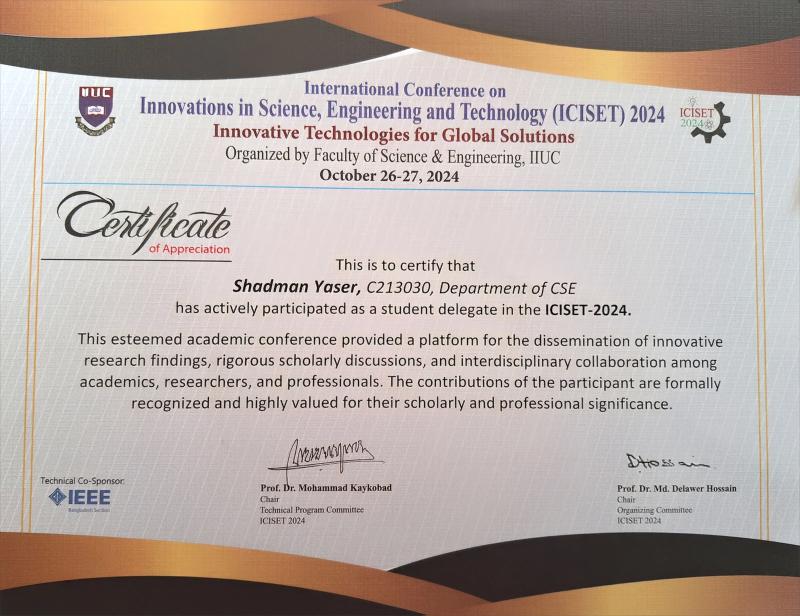 IIUC
International Conference on
Innovations in Science, Engineering and Technology (ICISET) 2024
Innovative Technologies for Global Solutions
Organized by Faculty of Science & Engineering, IIUC
October 26-27, 2024
ICISET
2024
Certificate
of Appreciation
This is to certify that
Shadman Yaser, C213030, Department of CSE
has actively participated as a student delegate in the ICISET-2024.
This esteemed academic conference provided a platform for the dissemination of innovative
research findings, rigorous scholarly discussions, and interdisciplinary collaboration among
academics, researchers, and professionals. The contributions of the participant are formally
recognized and highly valued for their scholarly and professional significance.
Technical Co-Sponsor:
IEEE
Bangladesh Section
Prof. Dr. Mohammad Kaykobad
Chair
Technical Program Committee
ICISET 2024
DHossain
Prof. Dr. Md. Delawer Hossain
Chair
Organizing Committee
ICISET 2024